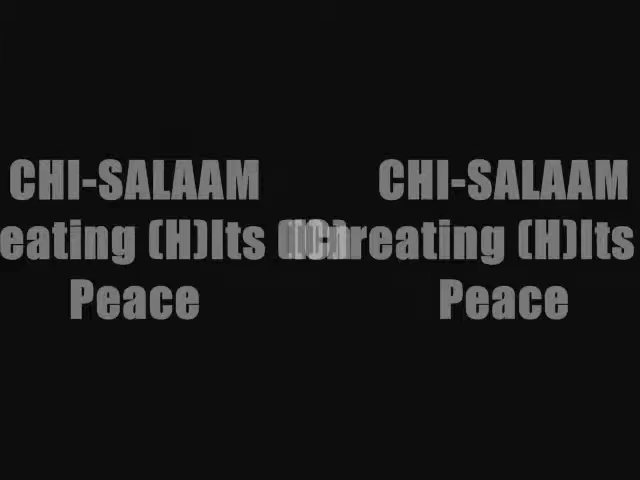 CHI-SALAAM CHI-SALAAM
eating (H)Its reating (H)Its
Peace Peace